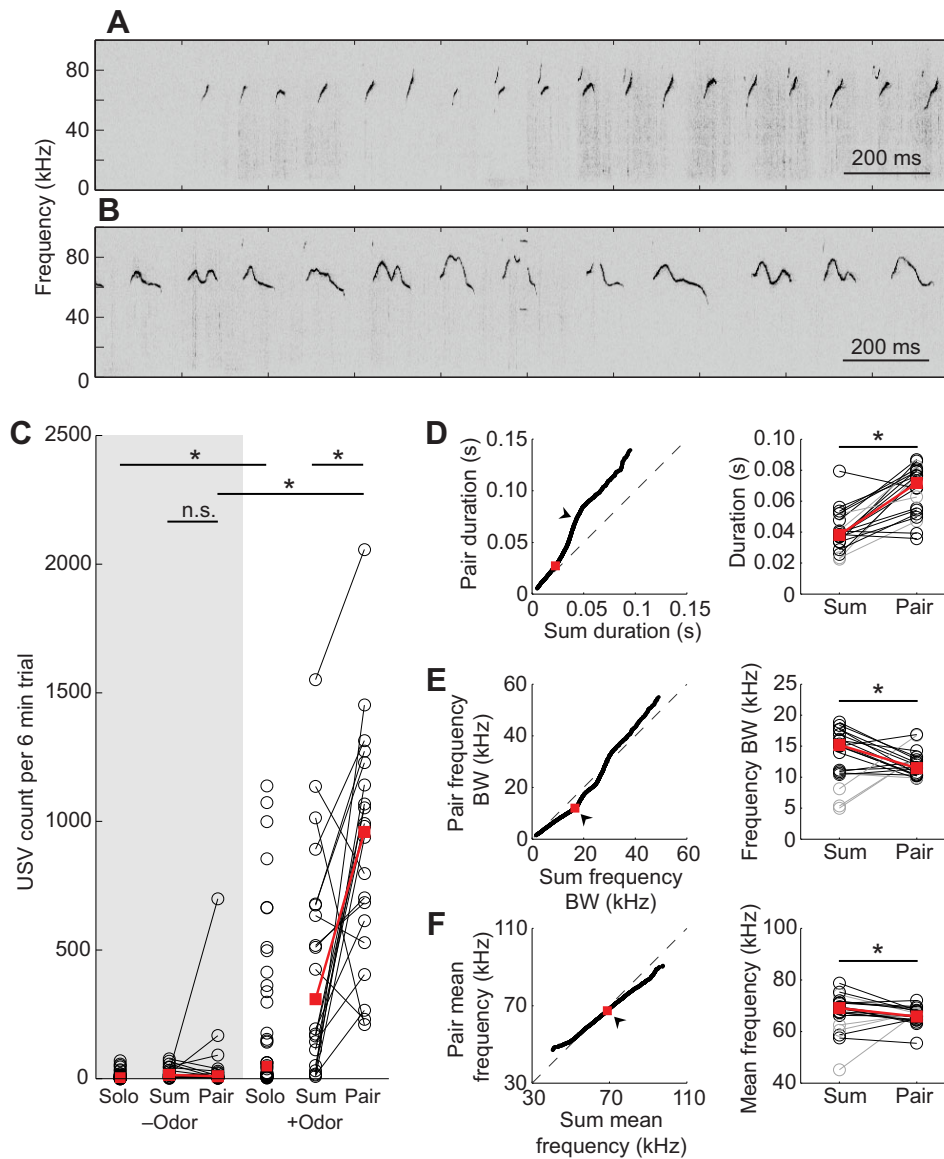 A
80
40
0
200 ms
Frequency (kHz)
B
80
40
0
200 ms
C
2500
2000
1500
1000
500
0
USV count per 6 min trial
*
*
*
n.s.
Solo Sum Pair Solo Sum Pair
–Odor +Odor
D
0.15
0.10
0.05
0
Pair duration (s)
0 0.05 0.15
Sum duration (s)
0.10
0.08
0.06
0.04
0.02
0
Duration (s)
*
Sum Pair
E
60
40
20
0
Pair frequency
BW (kHz)
0 20 40 60
Sum frequency
BW (kHz)
25
20
15
10
5
0
Frequency BW (kHz)
*
Sum Pair
F
110
70
30
Pair mean
frequency (kHz)
30 70 110
Sum mean
frequency (kHz)
100
80
60
40
Mean frequency (kHz)
*
Sum Pair